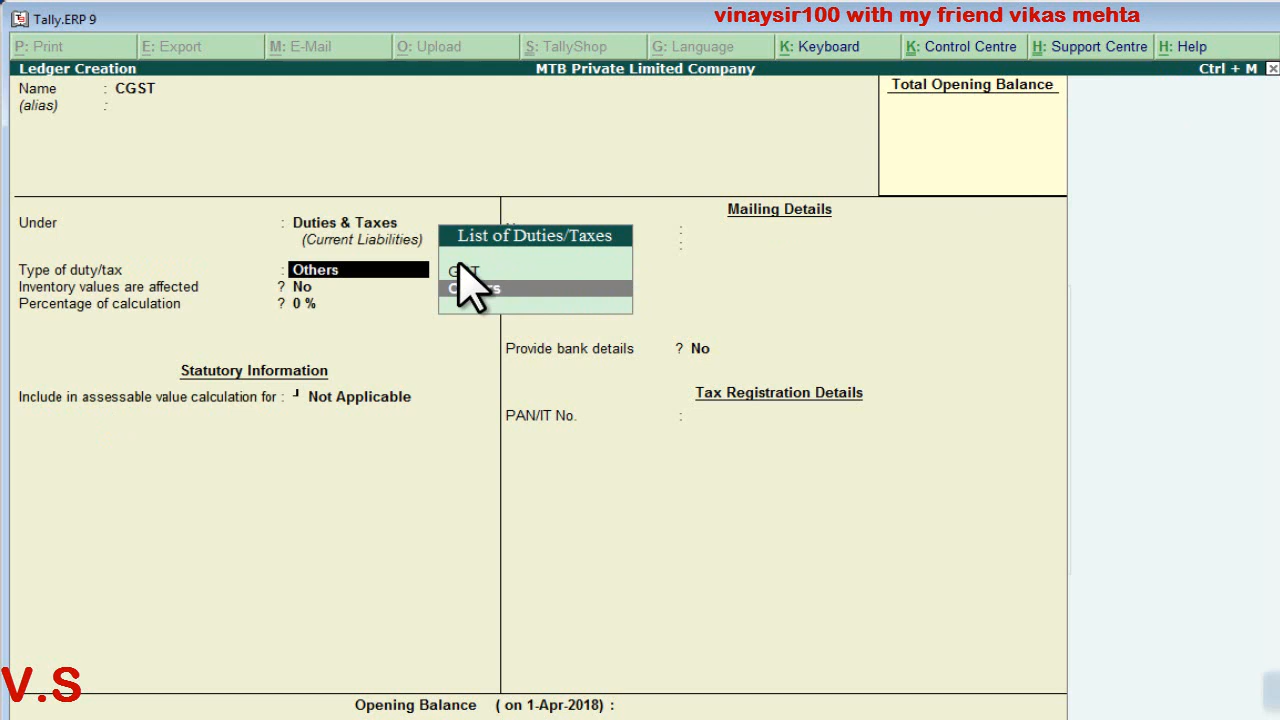 Tally.ERP 9
vinaysir100 with my friend vikas mehta
P: Print E: Export M: E-Mail O: Upload S: TallyShop G: Language K: Keyboard K: Control Centre H: Support Centre H: Help
Ledger Creation MTB Private Limited Company Ctrl + M
Name : CGST
(alias) :
Total Opening Balance
Under : Duties & Taxes
(Current Liabilities)
Type of duty/tax : Others
Inventory values are affected ? No
Percentage of calculation ? 0 %
List of Duties/Taxes
Mailing Details
:
:
Provide bank details ? No
Statutory Information
Include in assessable value calculation for : ┘ Not Applicable
Tax Registration Details
PAN/IT No. :
V.S
Opening Balance ( on 1-Apr-2018) :